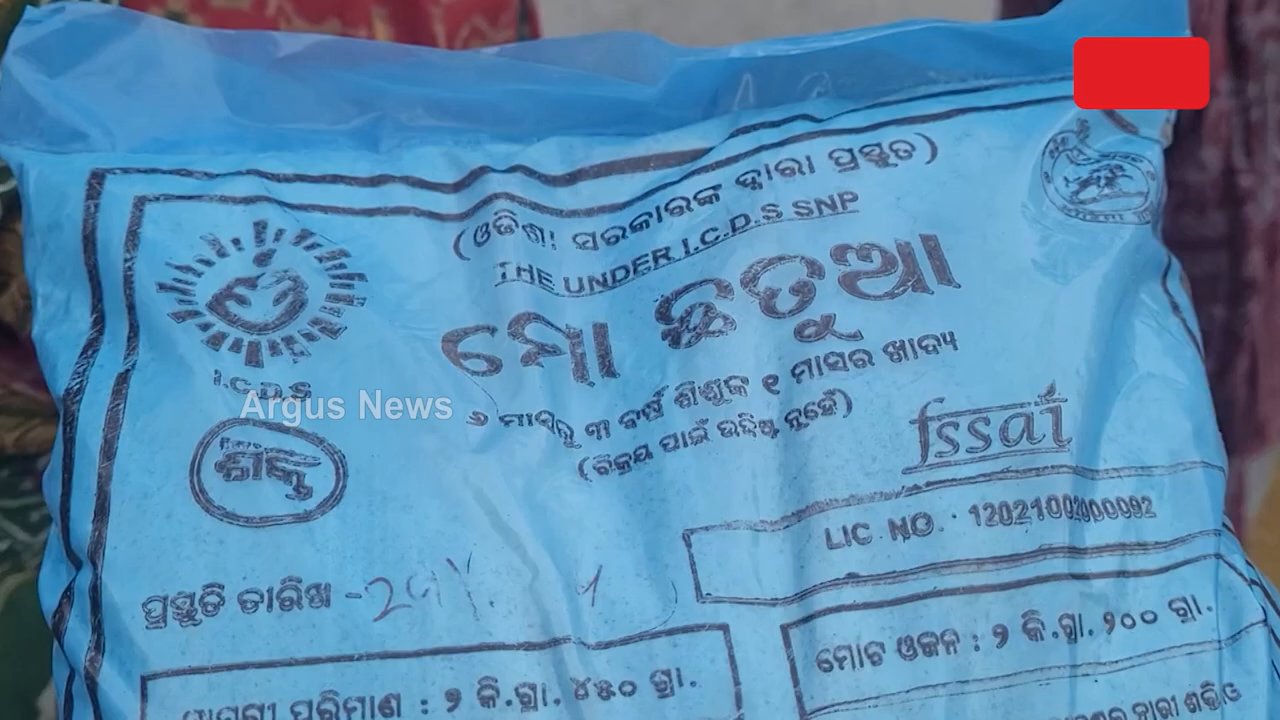 (ଓଡିଶା ସରକାରଙ୍କ ଦ୍ଵାରା ପ୍ରସ୍ତୁତ)
THE UNDER I.C.D.S SNP
ମୋ ଛତୁଆ
I.C.D.S
Argus News
୬ ମାସରୁ ୩ ବର୍ଷ ଶିଶୁଙ୍କ ୧ ମାସର ଖାଦ୍ୟ
(ବିକ୍ରୟ ପାଇଁ ଉଦ୍ଦିଷ୍ଟ ନୁହେଁ)
fssai
LIC NO. 12021002000092
ପ୍ରସ୍ତୁତି ତାରିଖ -
ମୋଟ ଓଜନ : ୨ କି.ଗ୍ରା. ୨୦୦ ଗ୍ରା.
ପରିମାଣ : ୨ କି.ଗ୍ରା. ୪୫୦ ଗ୍ରା.